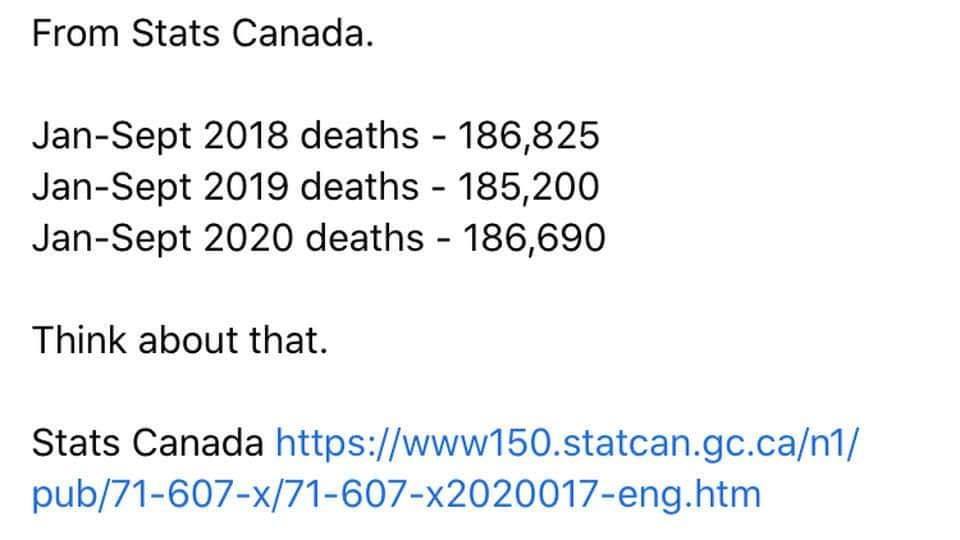 From Stats Canada.
Jan-Sept 2018 deaths - 186,825
Jan-Sept 2019 deaths - 185,200
Jan-Sept 2020 deaths - 186,690
Think about that.
Stats Canada https://www150.statcan.gc.ca/n1/
pub/71-607-x/71-607-x2020017-eng.htm